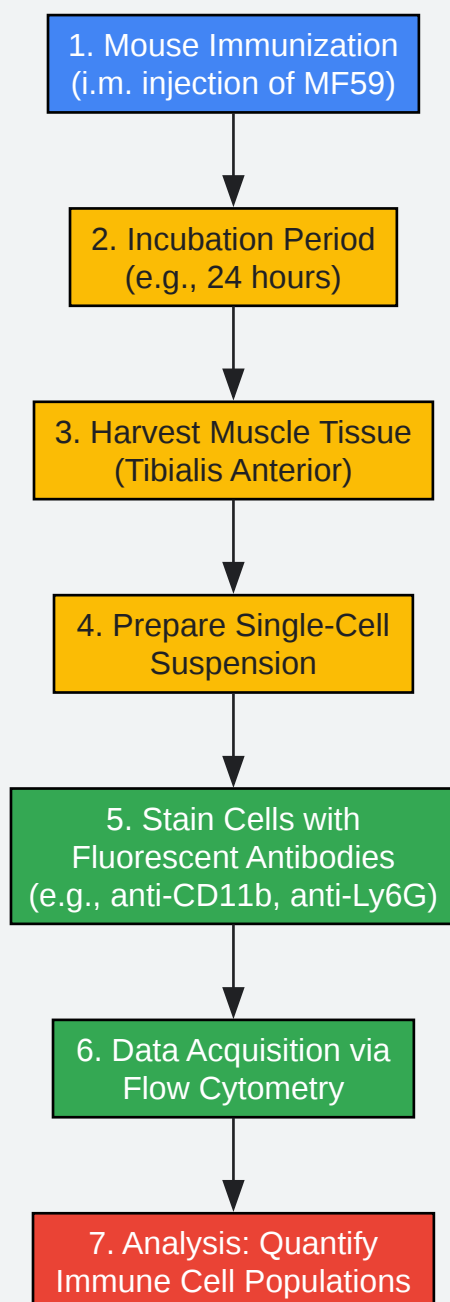 1. Mouse Immunization
(i.m. injection of MF59)
2. Incubation Period
(e.g., 24 hours)
3. Harvest Muscle Tissue
(Tibialis Anterior)
4. Prepare Single-Cell
Suspension
5. Stain Cells with
Fluorescent Antibodies
(e.g., anti-CD11b, anti-Ly6G)
6. Data Acquisition via
Flow Cytometry
7. Analysis: Quantify
Immune Cell Populations